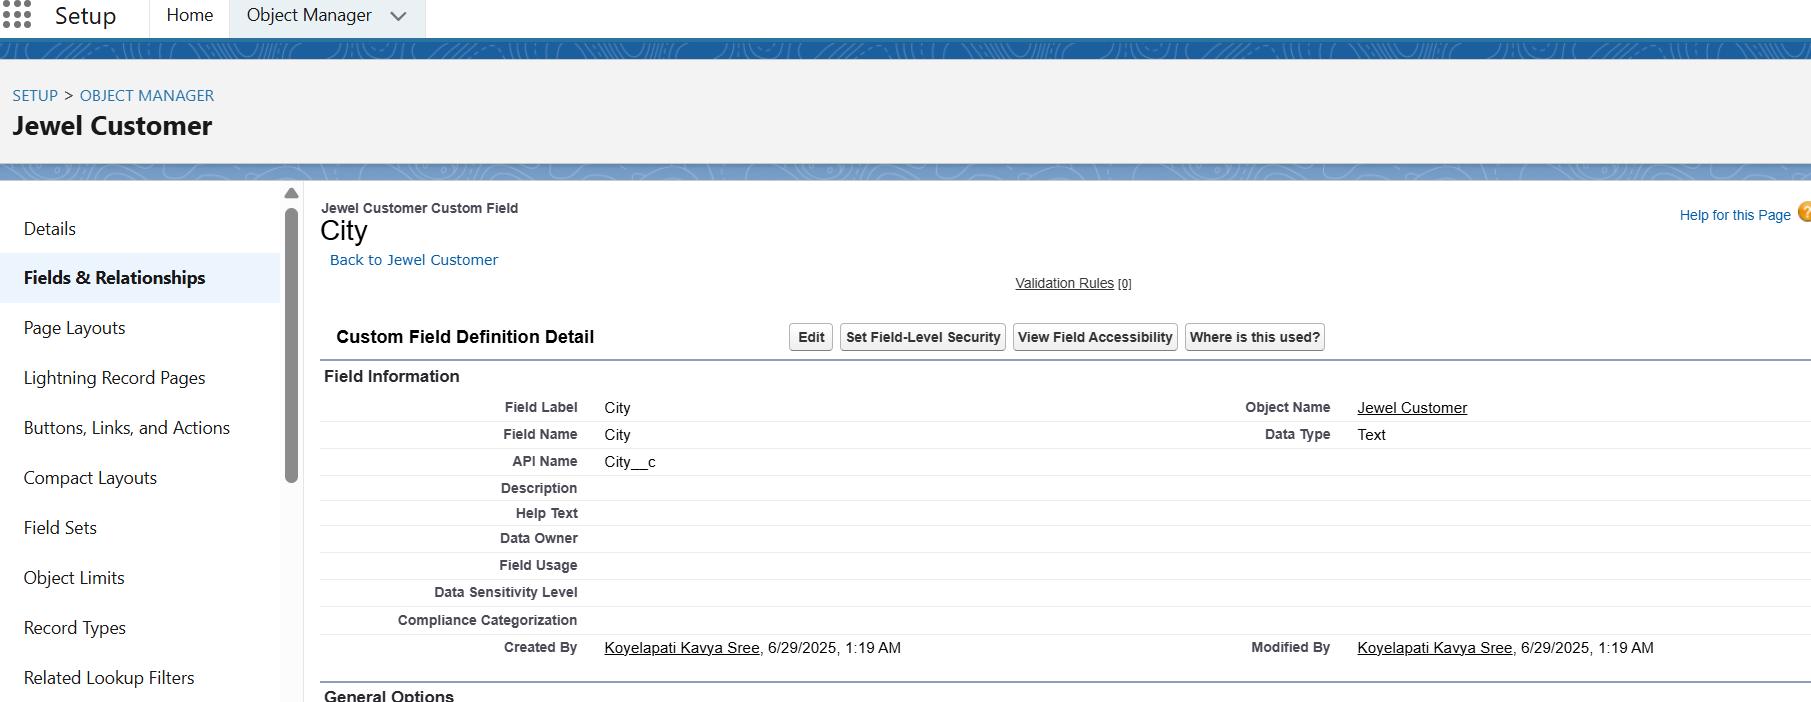 Setup
Home
Object Manager
SETUP > OBJECT MANAGER
Jewel Customer
Details
Fields & Relationships
Page Layouts
Lightning Record Pages
Buttons, Links, and Actions
Compact Layouts
Field Sets
Object Limits
Record Types
Related Lookup Filters
Jewel Customer Custom Field
City
Back to Jewel Customer
Help for this Page ?
Validation Rules [0]
Custom Field Definition Detail
Edit
Set Field-Level Security
View Field Accessibility
Where is this used?
Field Information
Field Label City Object Name Jewel Customer
Field Name City Data Type Text
API Name City__c
Description
Help Text
Data Owner
Field Usage
Data Sensitivity Level
Compliance Categorization
Created By Koyelapati Kavya Sree, 6/29/2025, 1:19 AM Modified By Koyelapati Kavya Sree, 6/29/2025, 1:19 AM
General Options